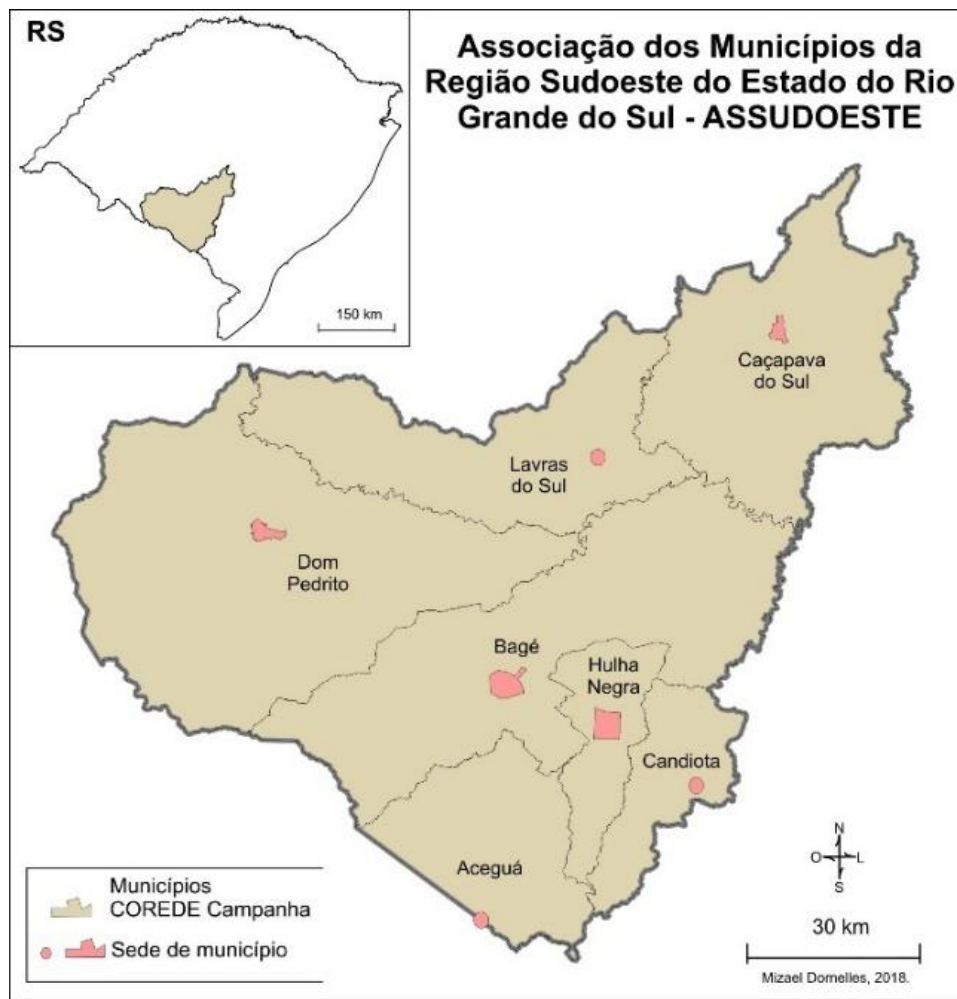 RS
150 km
Associação dos Municípios da
Região Sudoeste do Estado do Rio
Grande do Sul - ASSUDOESTE
Caçapava
do Sul
Lavras
do Sul
Dom
Pedrito
Bagé
Hulha
Negra
Candiota
Aceguá
N
O L
S
30 km
Municípios
COREDE Campanha
Sede de município
Mizael Dornelles, 2018.